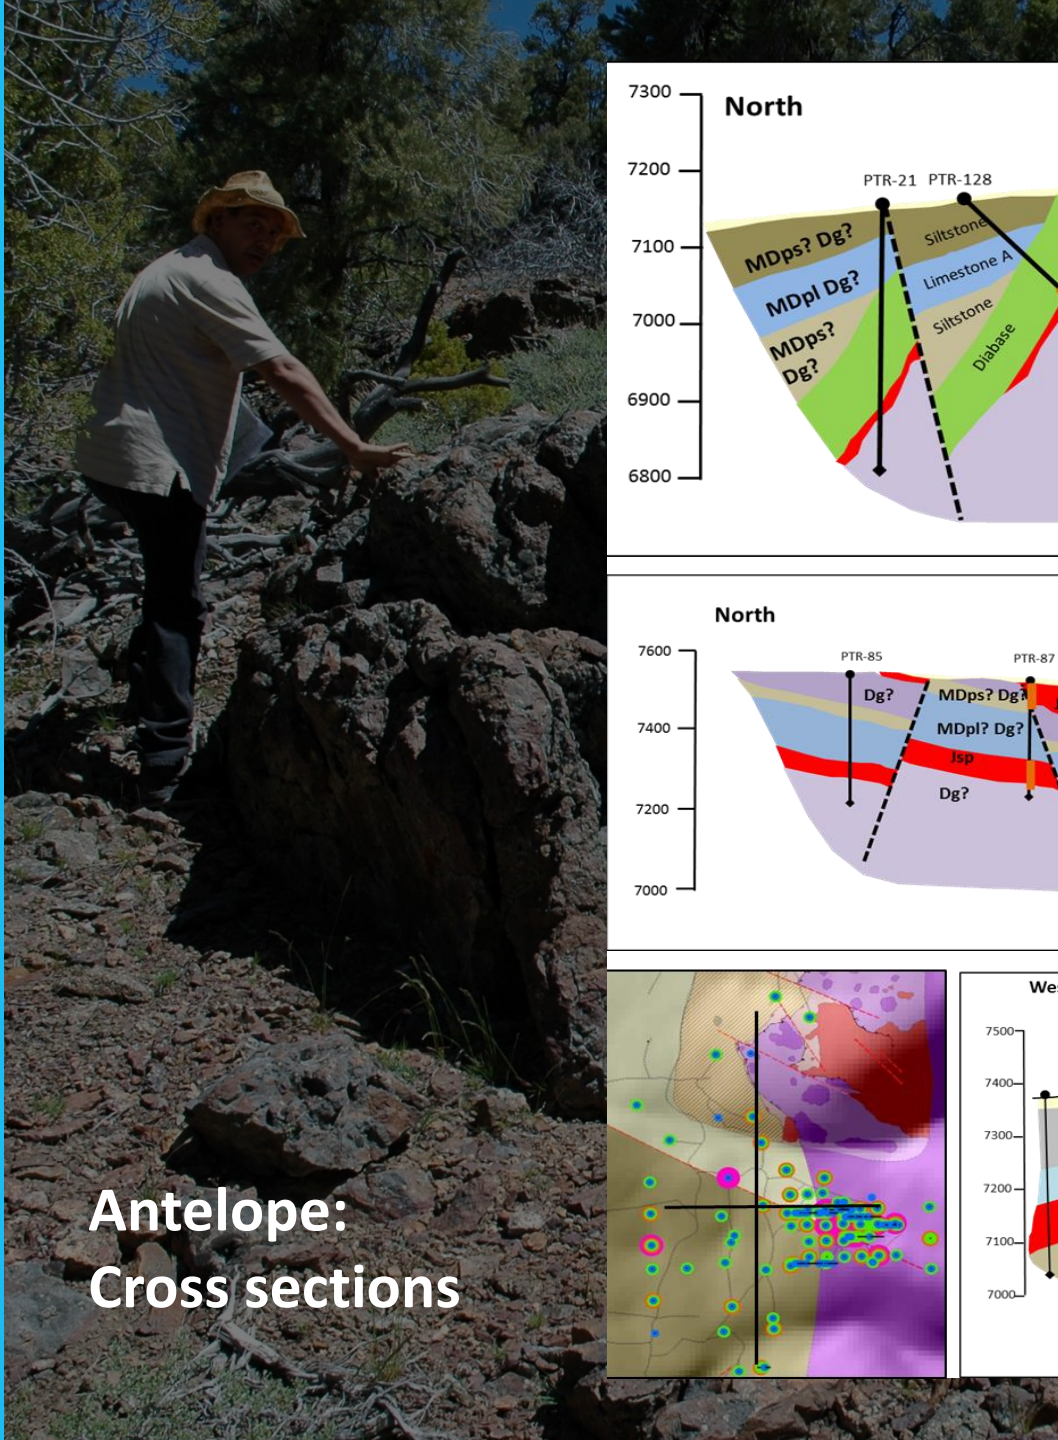 7300
North
7200
PTR-21 PTR-128
MDps? Dg?
Siltstone
7100
MDpl Dg?
Limestone A
7000
MDps?
Dg?
Siltstone
Diabase
6900
6800
North
7600
PTR-85
PTR-87
Dg?
MDps? Dg?
7400
MDpl? Dg?
Jsp
Dg?
7200
7000
Wes
7500
7400
7300
7200
7100
7000
Antelope:
Cross sections